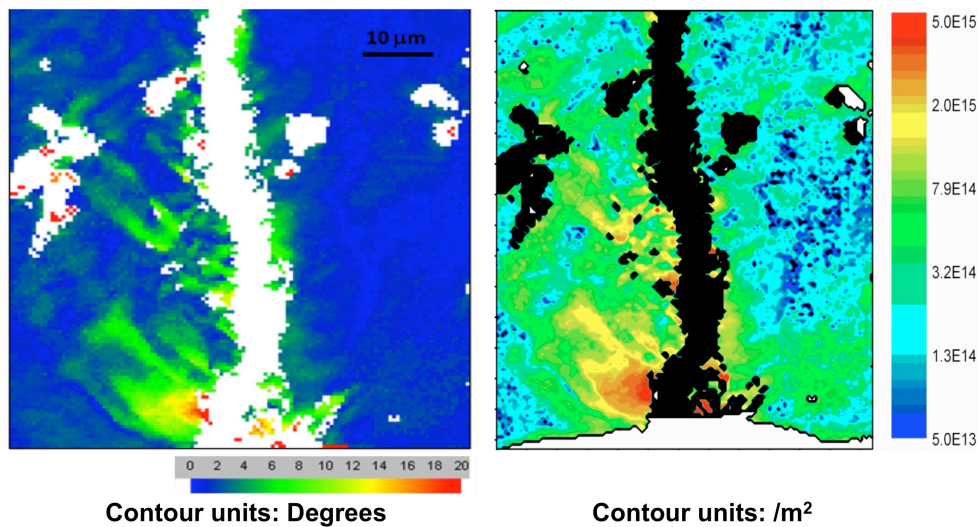 10 μm
5.0E15
2.0E15
7.9E14
3.2E14
1.3E14
5.0E13
0 2 4 6 8 10 12 14 16 18 20
Contour units: Degrees
Contour units: /m²